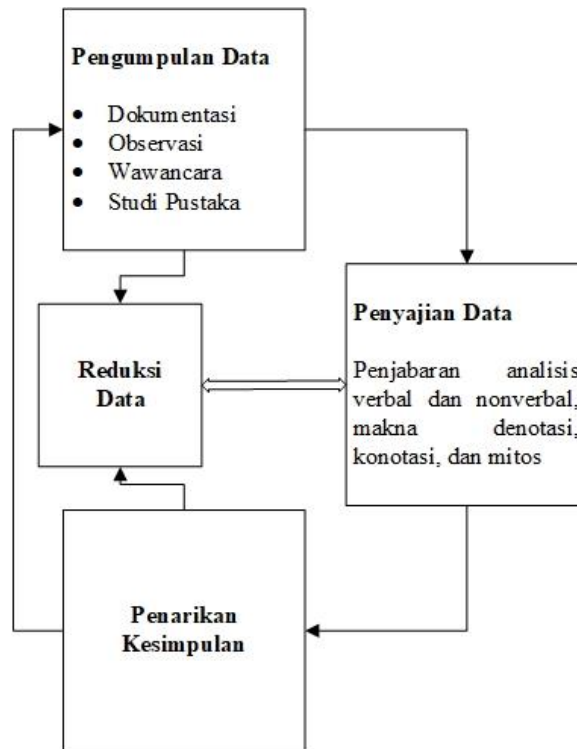 Pengumpulan Data
• Dokumentasi
• Observasi
• Wawancara
• Studi Pustaka
Reduksi
Data
Penyajian Data
Penjabaran analisis
verbal dan nonverbal,
makna denotasi,
konotasi, dan mitos
Penarikan
Kesimpulan